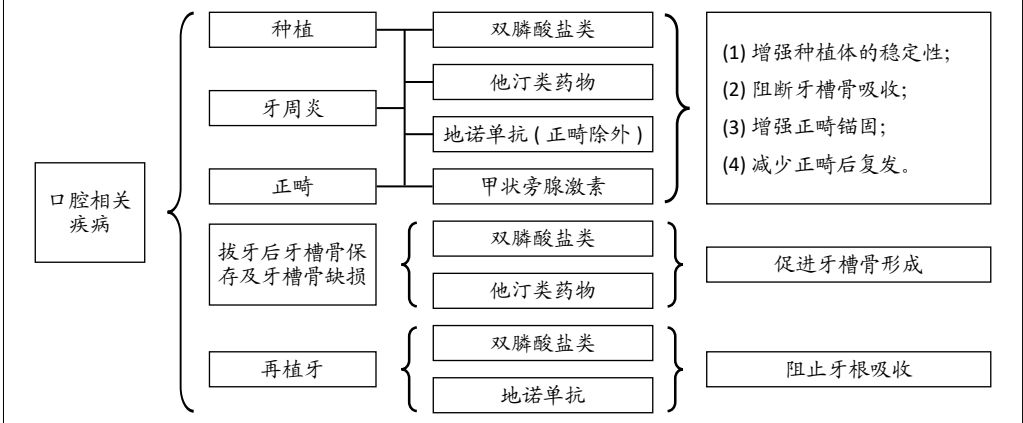 口腔相关
疾病
种植
牙周炎
正畸
双膦酸盐类
他汀类药物
地诺单抗 ( 正畸除外 )
甲状旁腺激素
(1) 增强种植体的稳定性；
(2) 阻断牙槽骨吸收；
(3) 增强正畸锚固；
(4) 减少正畸后复发。
拔牙后牙槽骨保
存及牙槽骨缺损
双膦酸盐类
他汀类药物
促进牙槽骨形成
再植牙
双膦酸盐类
地诺单抗
阻止牙根吸收